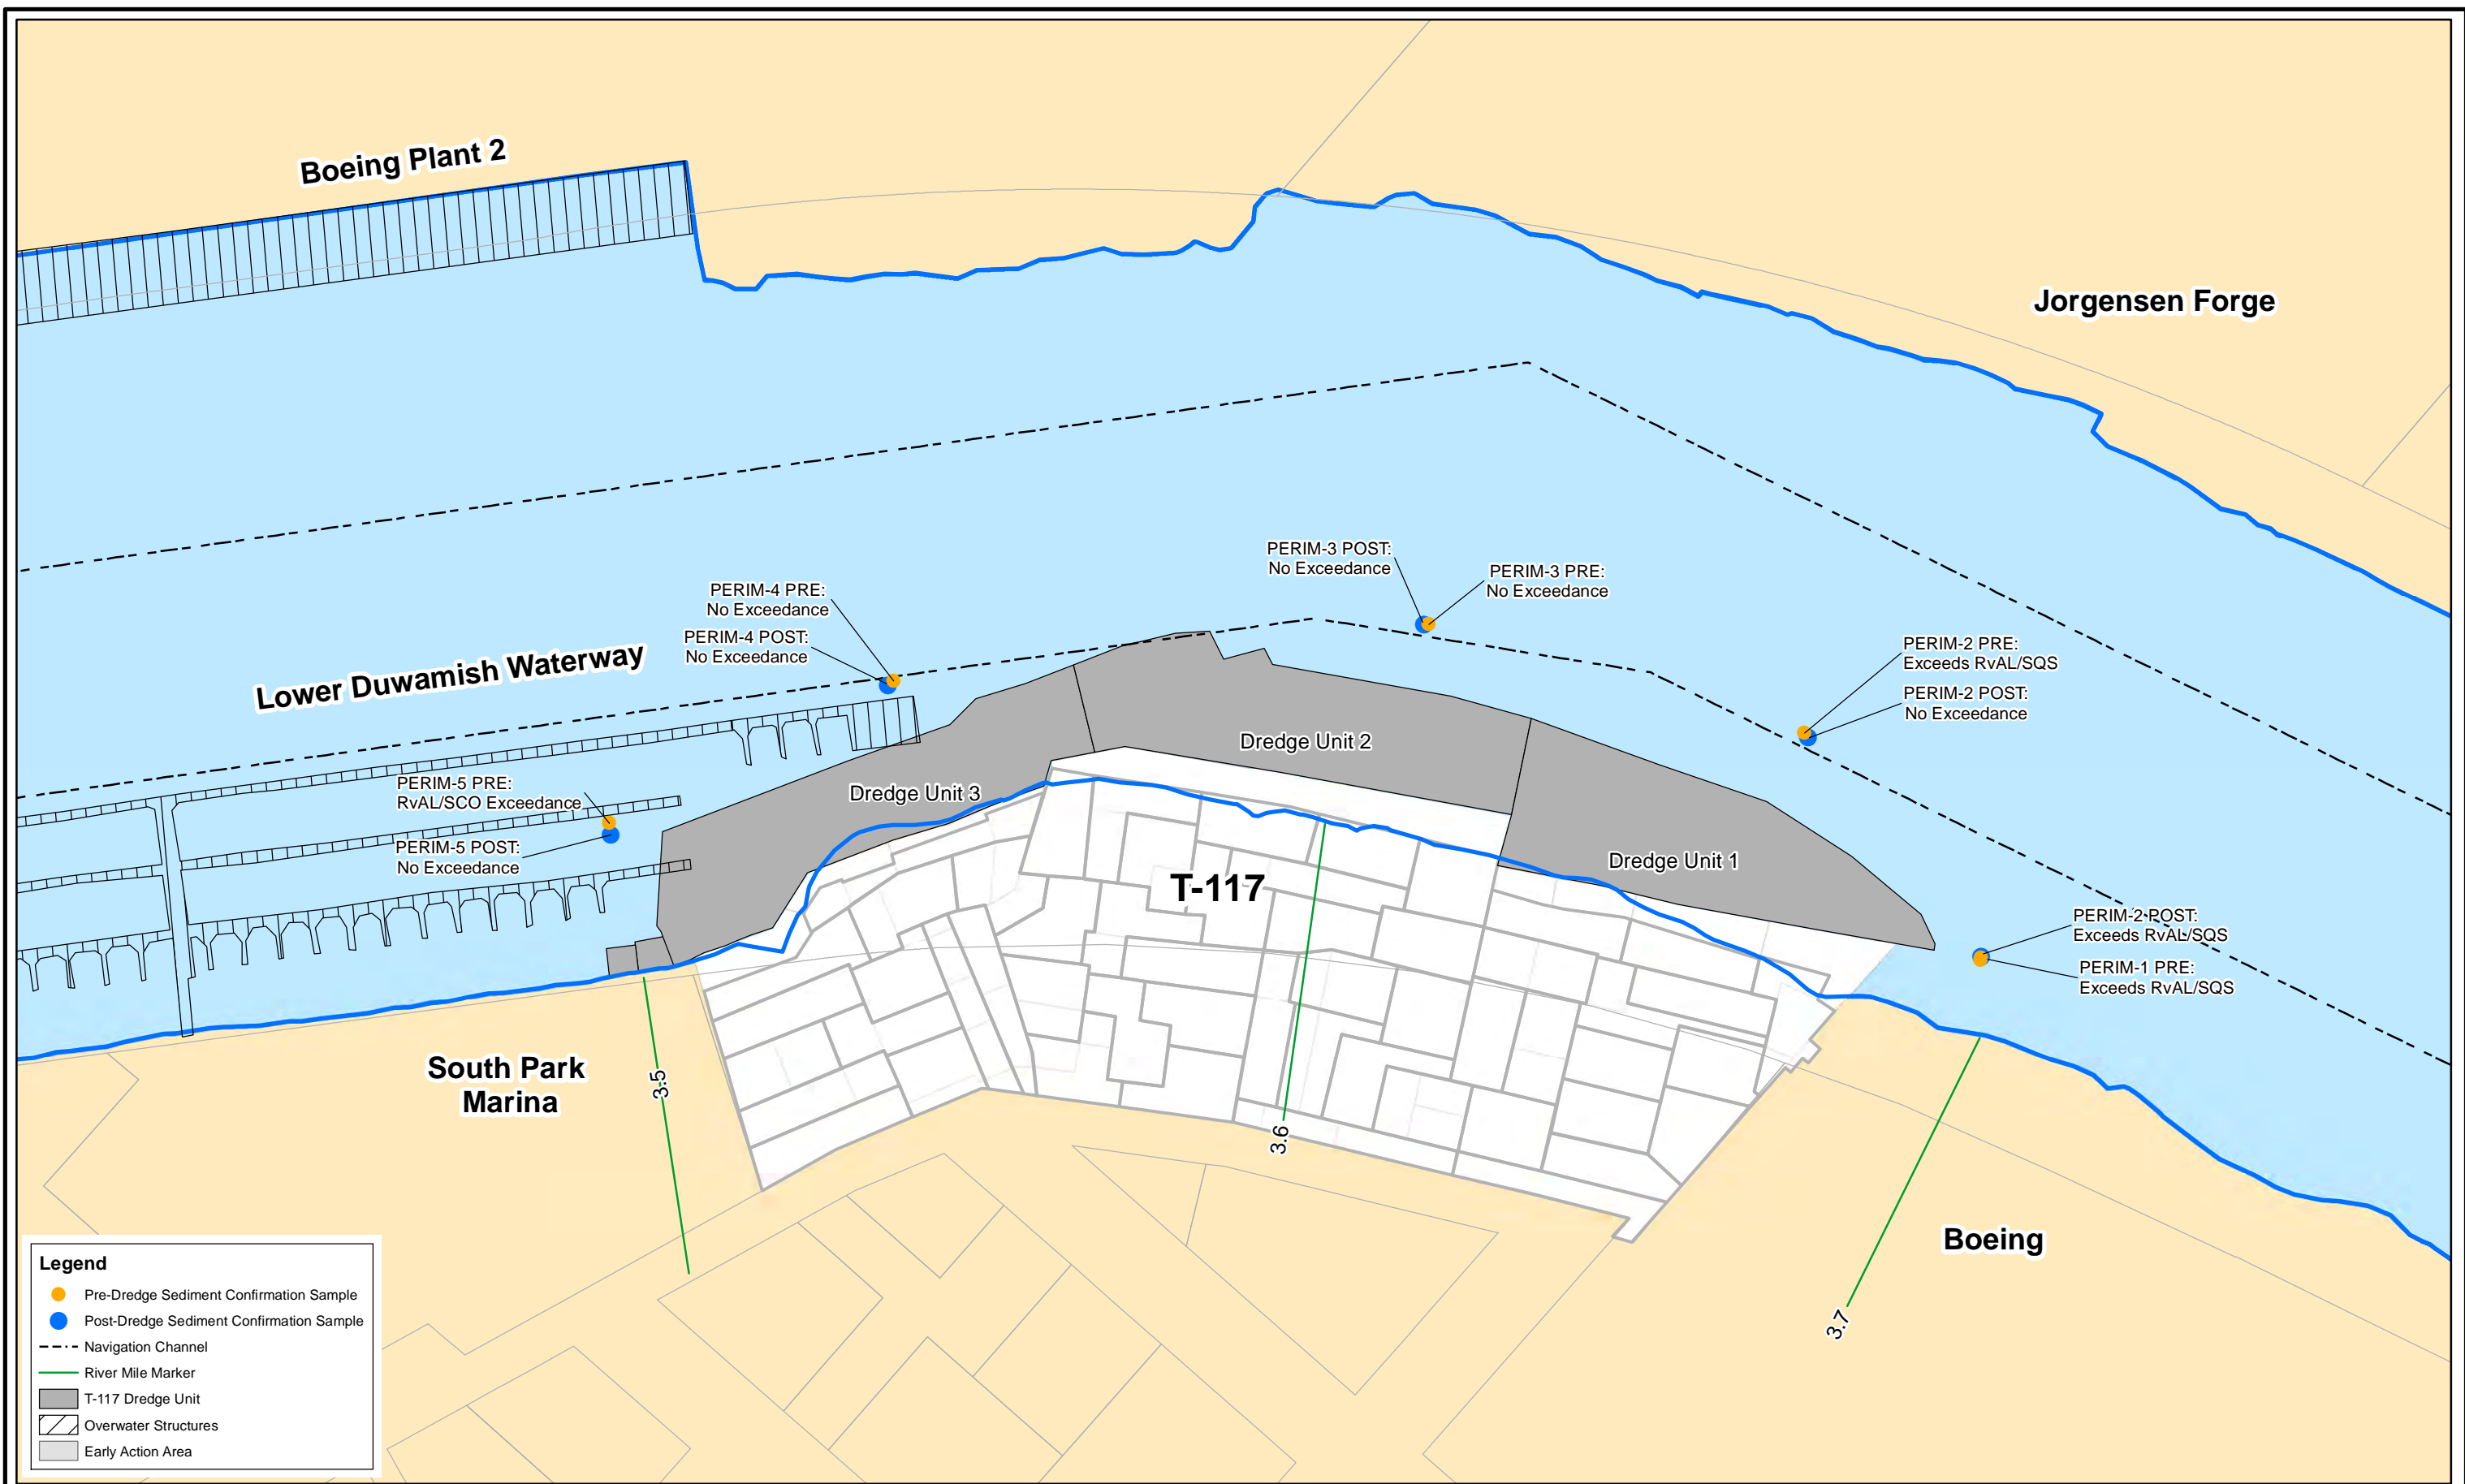 Boeing Plant 2
Jorgensen Forge
PERIM-3 POST:
No Exceedance
PERIM-3 PRE:
No Exceedance
PERIM-4 PRE:
No Exceedance
PERIM-4 POST:
No Exceedance
PERIM-2 PRE:
Exceeds RvAL/SQS
PERIM-2 POST:
No Exceedance
Lower Duwamish Waterway
Dredge Unit 2
PERIM-5 PRE:
RvAL/SCO Exceedance
Dredge Unit 3
PERIM-5 POST:
No Exceedance
Dredge Unit 1
T-117
PERIM-2 POST:
Exceeds RvAL/SQS
PERIM-1 PRE:
Exceeds RvAL/SQS
South Park
Marina
3.5
3.6
Boeing
3.7
Legend
Pre-Dredge Sediment Confirmation Sample
Post-Dredge Sediment Confirmation Sample
Navigation Channel
River Mile Marker
T-117 Dredge Unit
Overwater Structures
Early Action Area